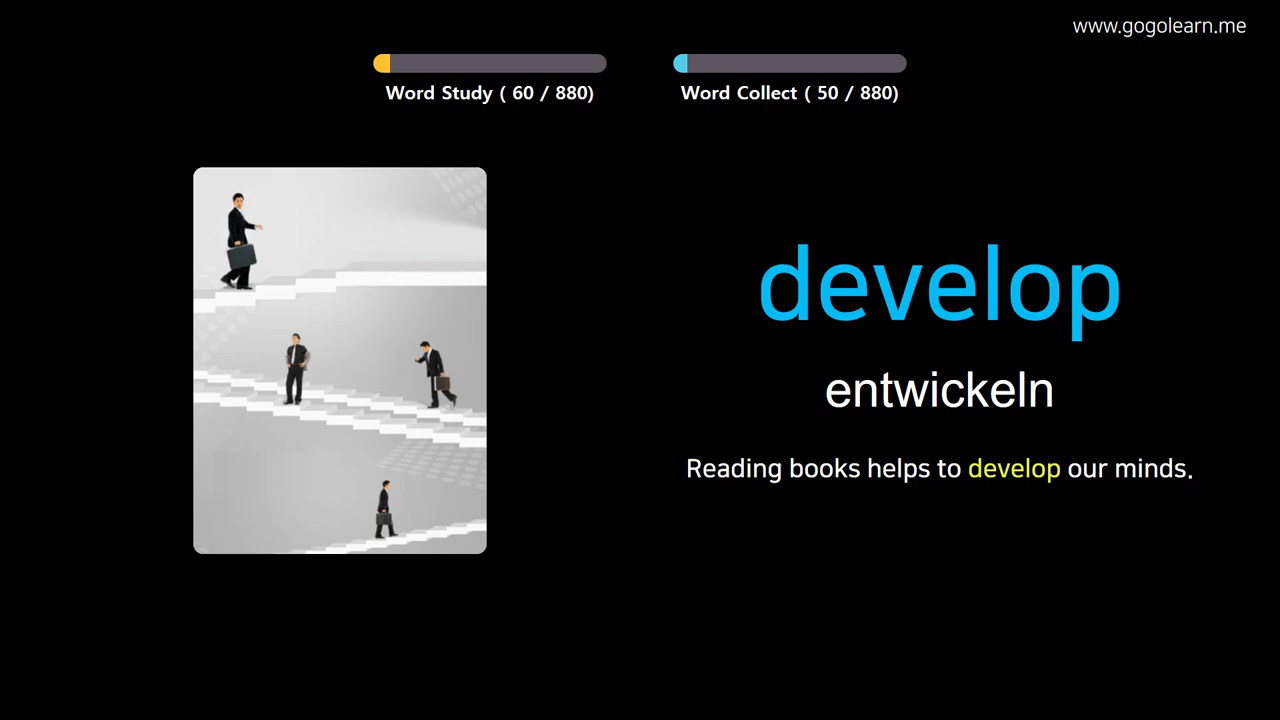 www.gogolearn.me
Word Study ( 60 / 880)
Word Collect ( 50 / 880)
develop
entwickeln
Reading books helps to develop our minds.